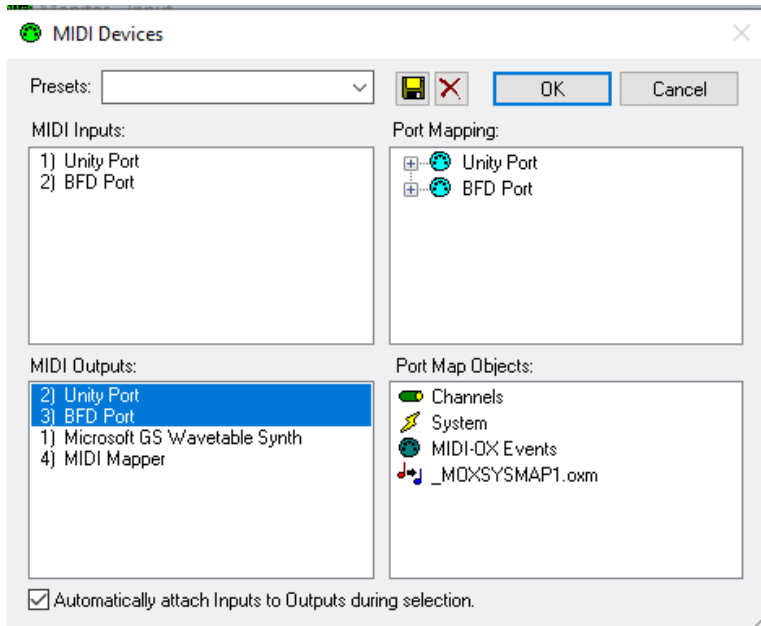 MIDI Devices
Presets:
OK
Cancel
MIDI Inputs:
1) Unity Port
2) BFD Port
Port Mapping:
Unity Port
BFD Port
MIDI Outputs:
2) Unity Port
3) BFD Port
1) Microsoft GS Wavetable Synth
4) MIDI Mapper
Port Map Objects:
Channels
System
MIDI-OX Events
_MOXSYSMAP1.oxm
Automatically attach Inputs to Outputs during selection.